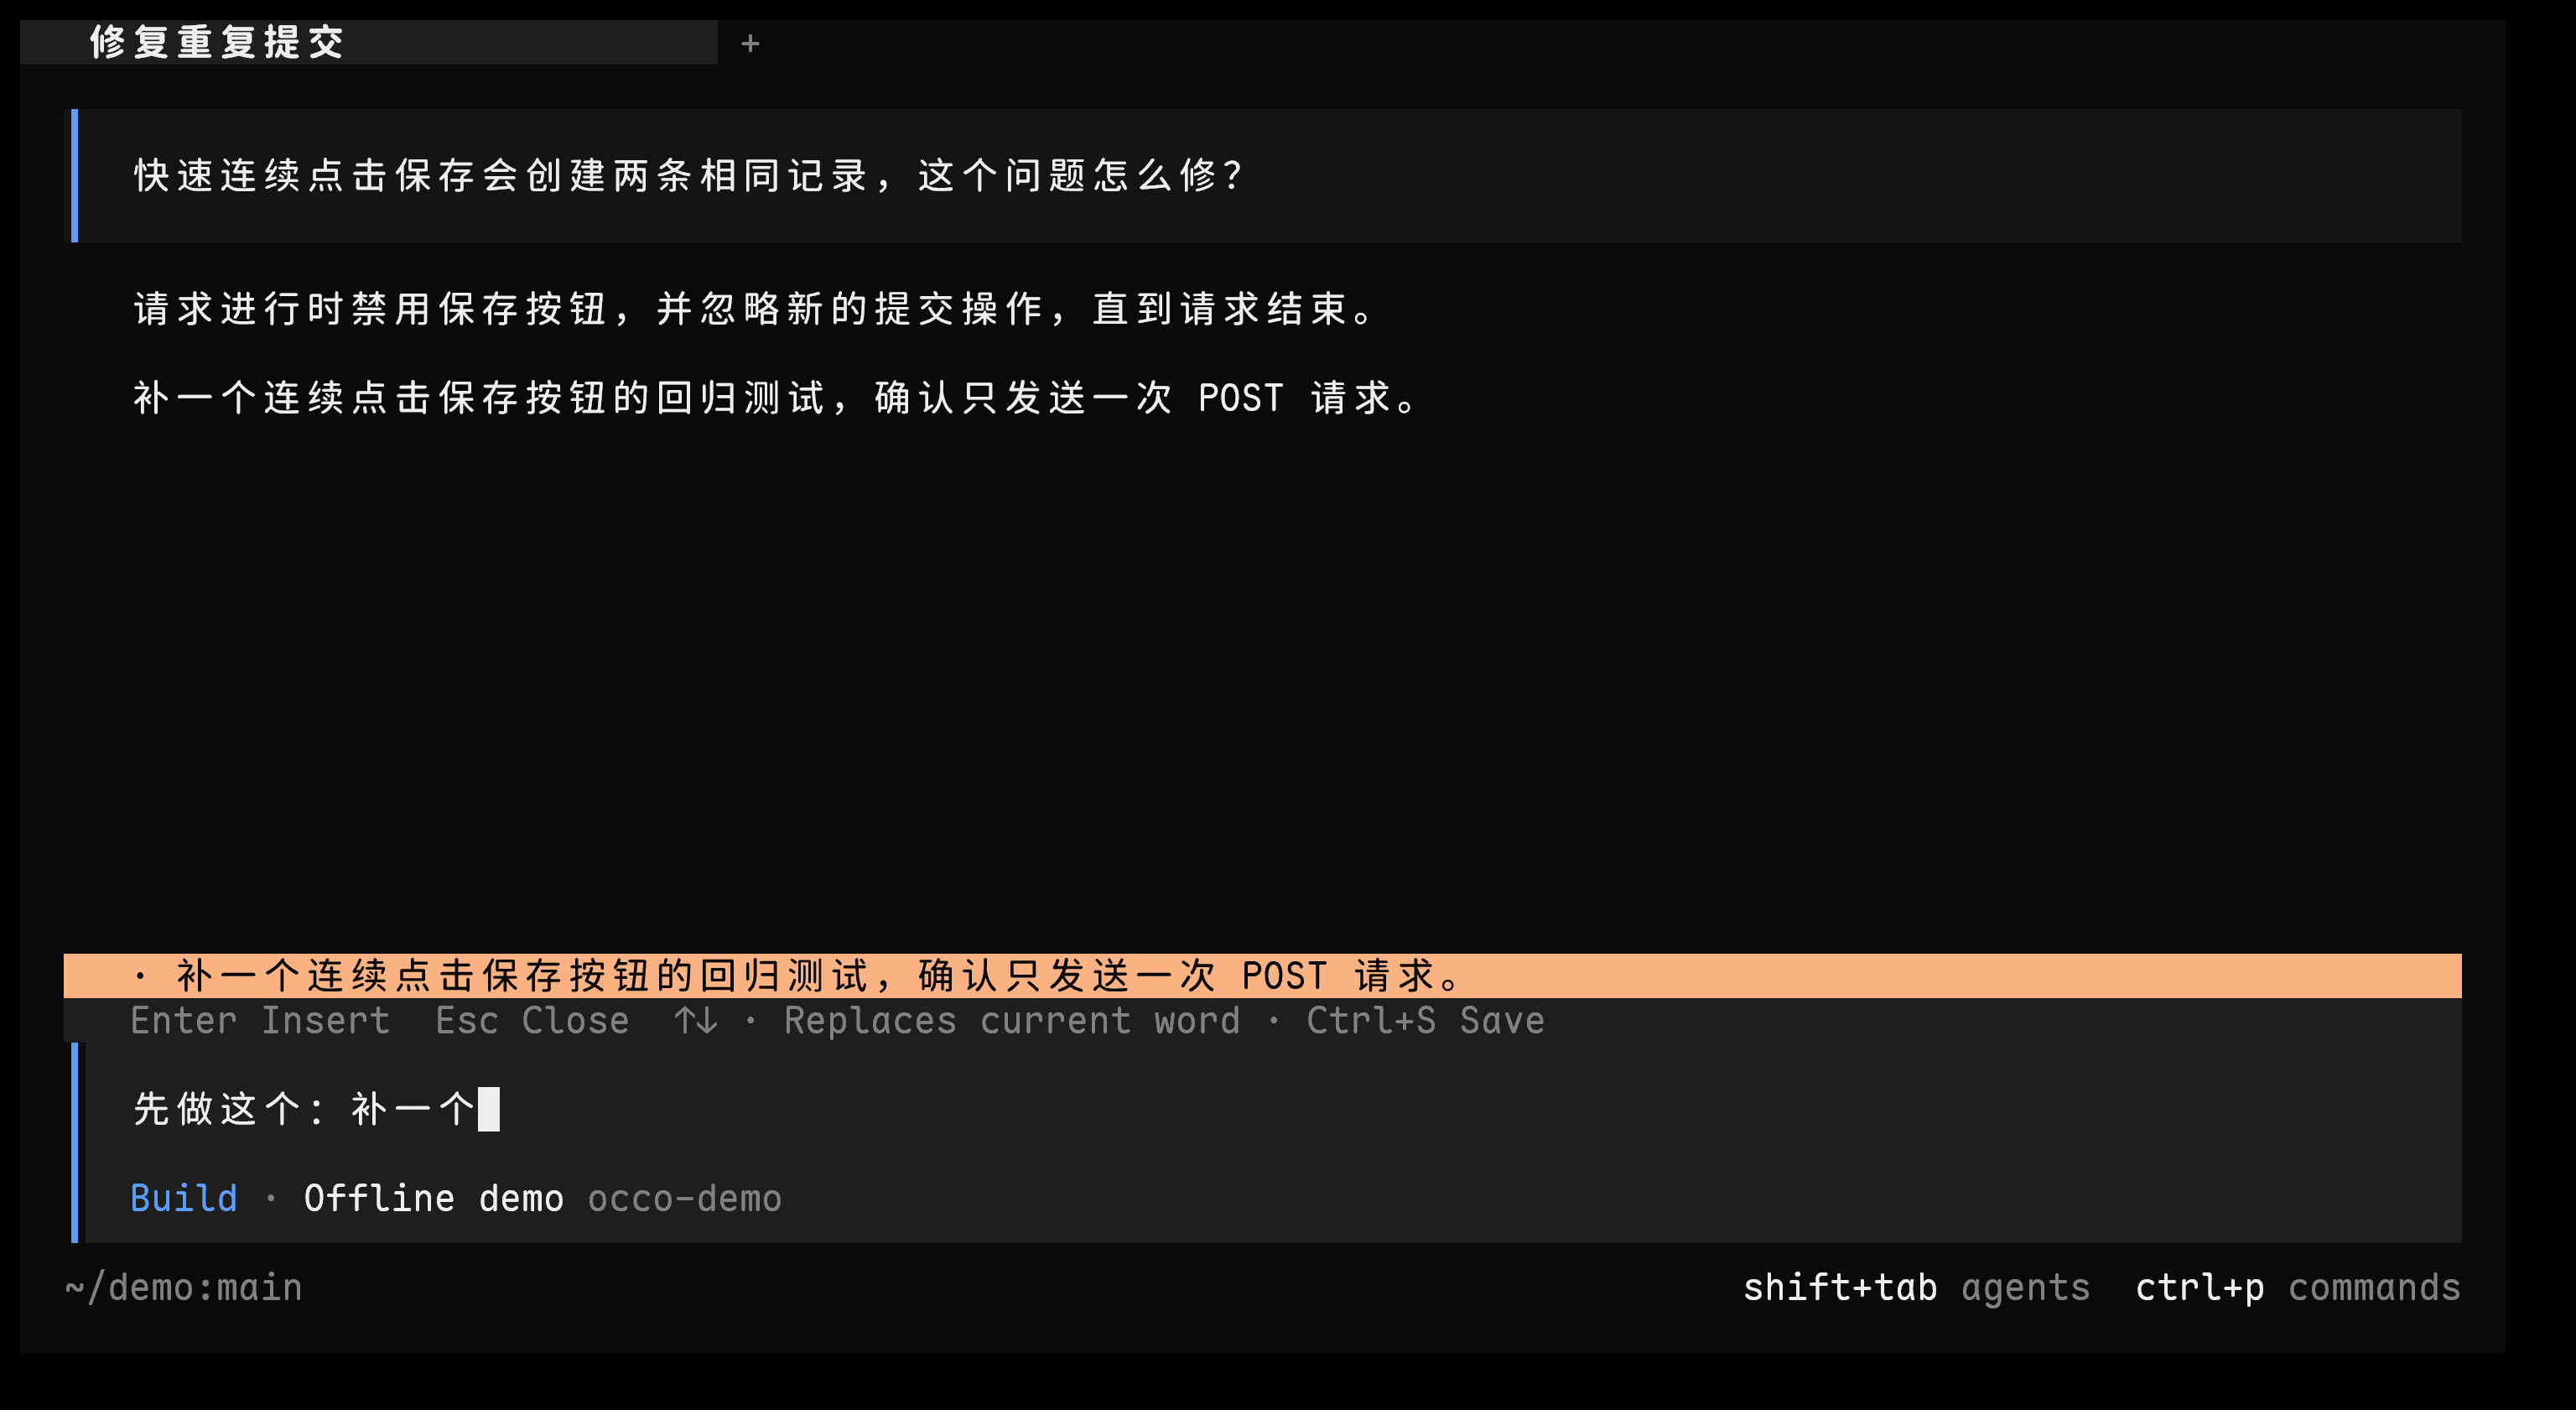 修复重复提交 +
快速连续点击保存会创建两条相同记录，这个问题怎么修？
请求进行时禁用保存按钮，并忽略新的提交操作，直到请求结束。
补一个连续点击保存按钮的回归测试，确认只发送一次 POST 请求。
· 补一个连续点击保存按钮的回归测试，确认只发送一次 POST 请求。
Enter Insert  Esc Close  ↑↓ · Replaces current word · Ctrl+S Save
先做这个：补一个
Build · Offline demo occo-demo
~/demo:main shift+tab agents  ctrl+p commands